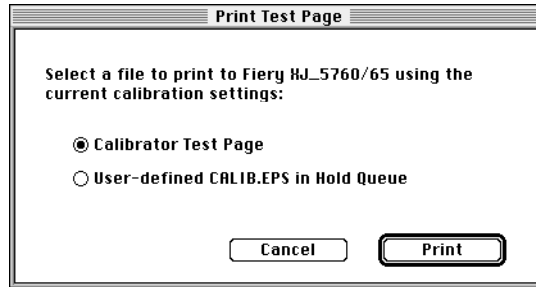 Print Test Page
Select a file to print to Fiery XJ_5760/65 using the
current calibration settings:
Calibrator Test Page
User-defined CALIB.EPS in Hold Queue
Cancel
Print